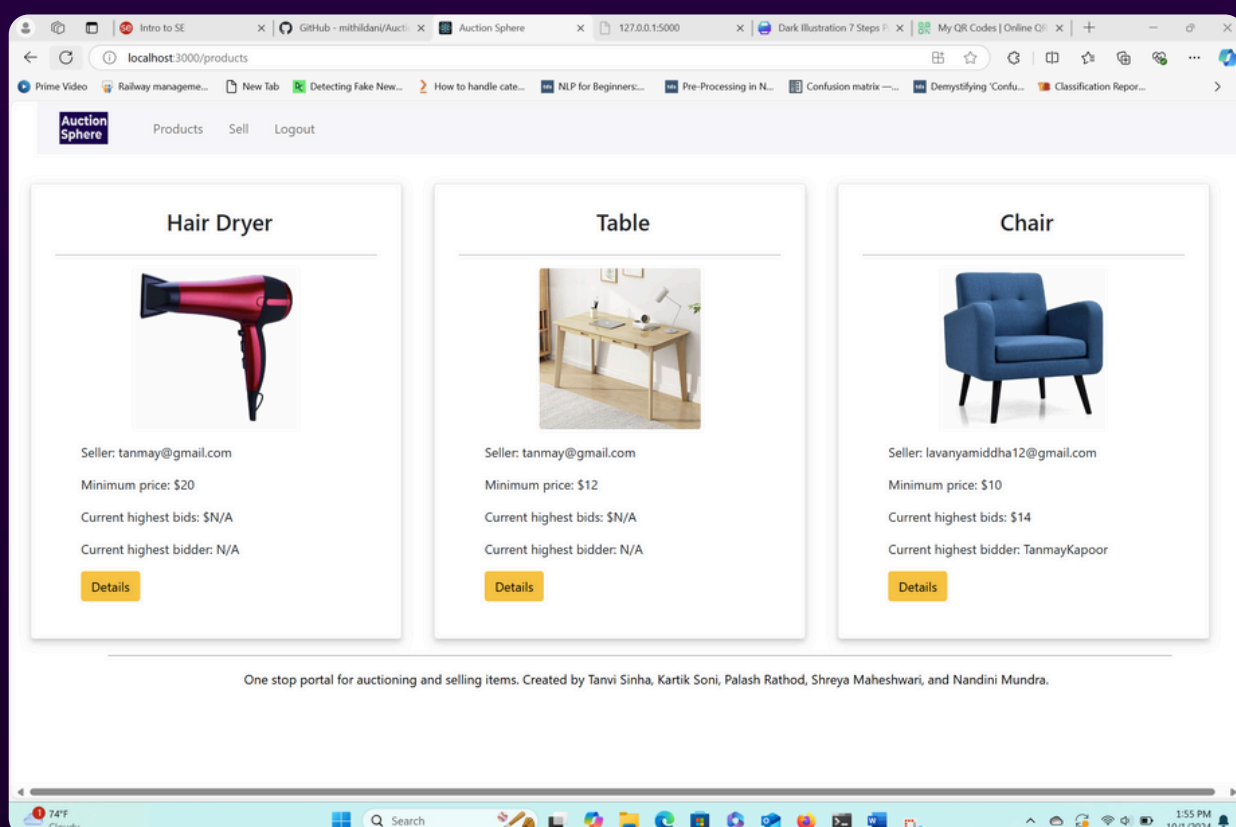 Intro to SE
GitHub - mithildani/Aucti
Auction Sphere
127.0.0.1:5000
Dark Illustration 7 Steps
My QR Codes | Online QR
localhost:3000/products
Prime Video
Railway manageme...
New Tab
Detecting Fake New...
How to handle cate...
NLP for Beginners:...
Pre-Processing in N...
Confusion matrix —...
Demystifying 'Confu...
Classification Repor...
Auction
Sphere
Products
Sell
Logout
Hair Dryer
Seller: tanmay@gmail.com
Minimum price: $20
Current highest bids: $N/A
Current highest bidder: N/A
Details
Table
Seller: tanmay@gmail.com
Minimum price: $12
Current highest bids: $N/A
Current highest bidder: N/A
Details
Chair
Seller: lavanyamiddha12@gmail.com
Minimum price: $10
Current highest bids: $14
Current highest bidder: TanmayKapoor
Details
One stop portal for auctioning and selling items. Created by Tanvi Sinha, Kartik Soni, Palash Rathod, Shreya Maheshwari, and Nandini Mundra.
1
74°F
Cloudy
Search
1:55 PM
10/1/2024